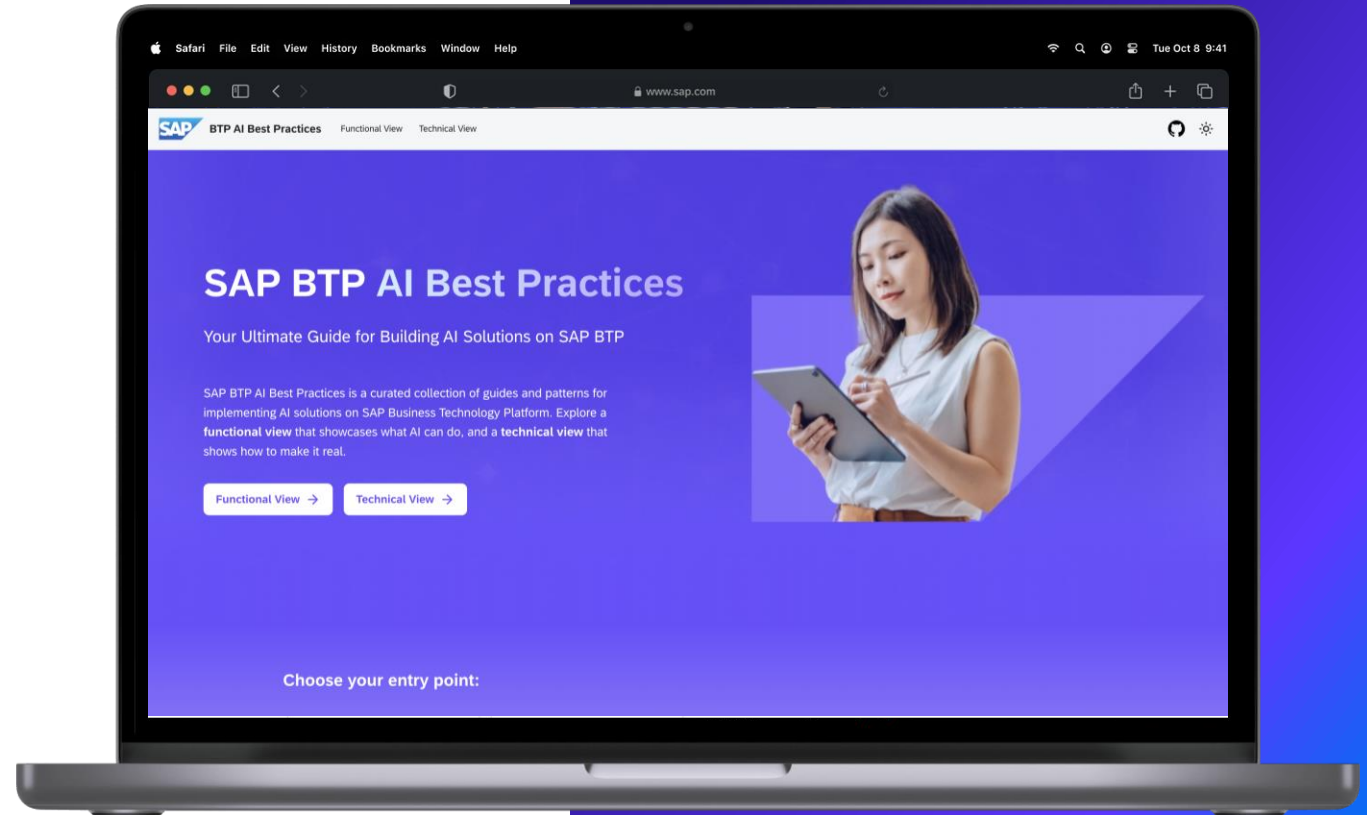 Safari File Edit View History Bookmarks Window Help
Tue Oct 8 9:41
www.sap.com
SAP BTP AI Best Practices Functional View Technical View
SAP BTP AI Best Practices
Your Ultimate Guide for Building AI Solutions on SAP BTP
SAP BTP AI Best Practices is a curated collection of guides and patterns for
implementing AI solutions on SAP Business Technology Platform. Explore a
functional view that showcases what AI can do, and a technical view that
shows how to make it real.
Functional View →
Technical View →
Choose your entry point: